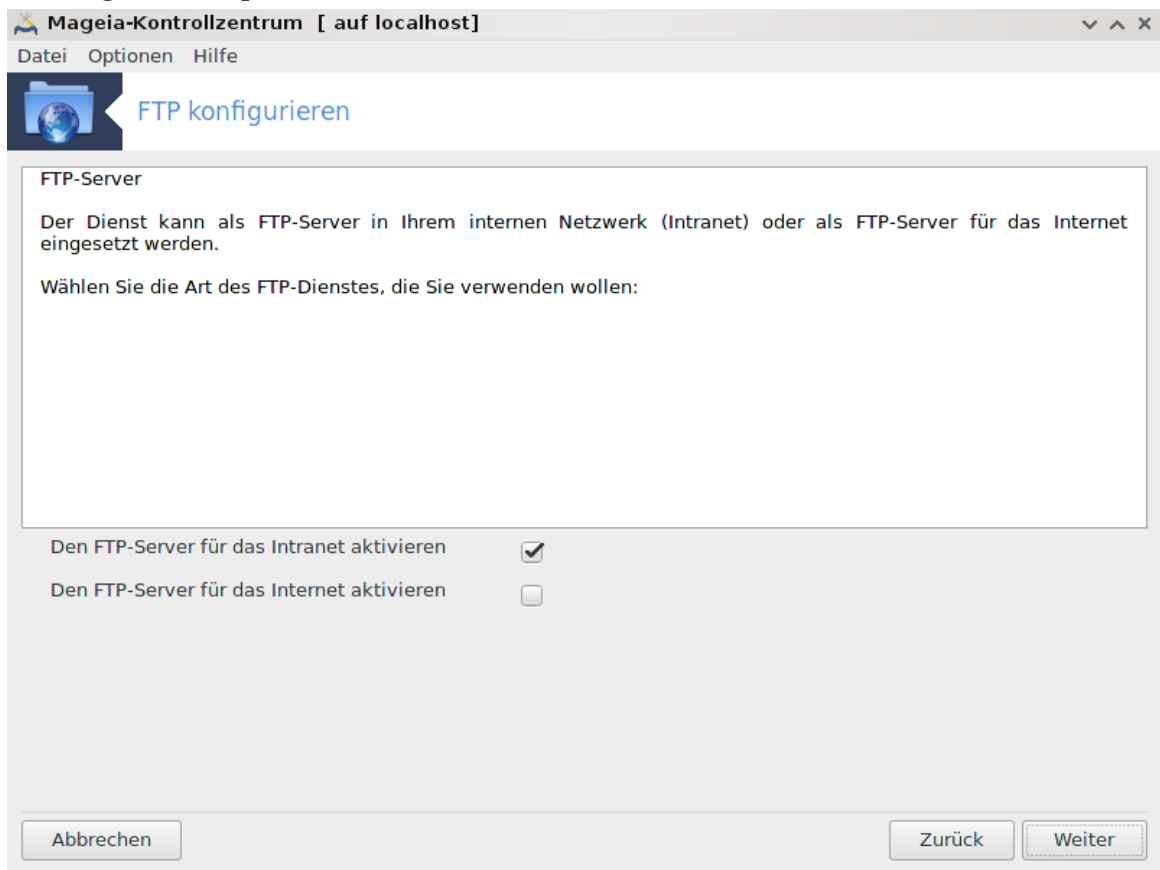 Mageia-Kontrollzentrum [ auf localhost]
Datei Optionen Hilfe
FTP konfigurieren
FTP-Server
Der Dienst kann als FTP-Server in Ihrem internen Netzwerk (Intranet) oder als FTP-Server für das Internet
eingesetzt werden.
Wählen Sie die Art des FTP-Dienstes, die Sie verwenden wollen:
Den FTP-Server für das Intranet aktivieren
Den FTP-Server für das Internet aktivieren
Abbrechen Zurück Weiter